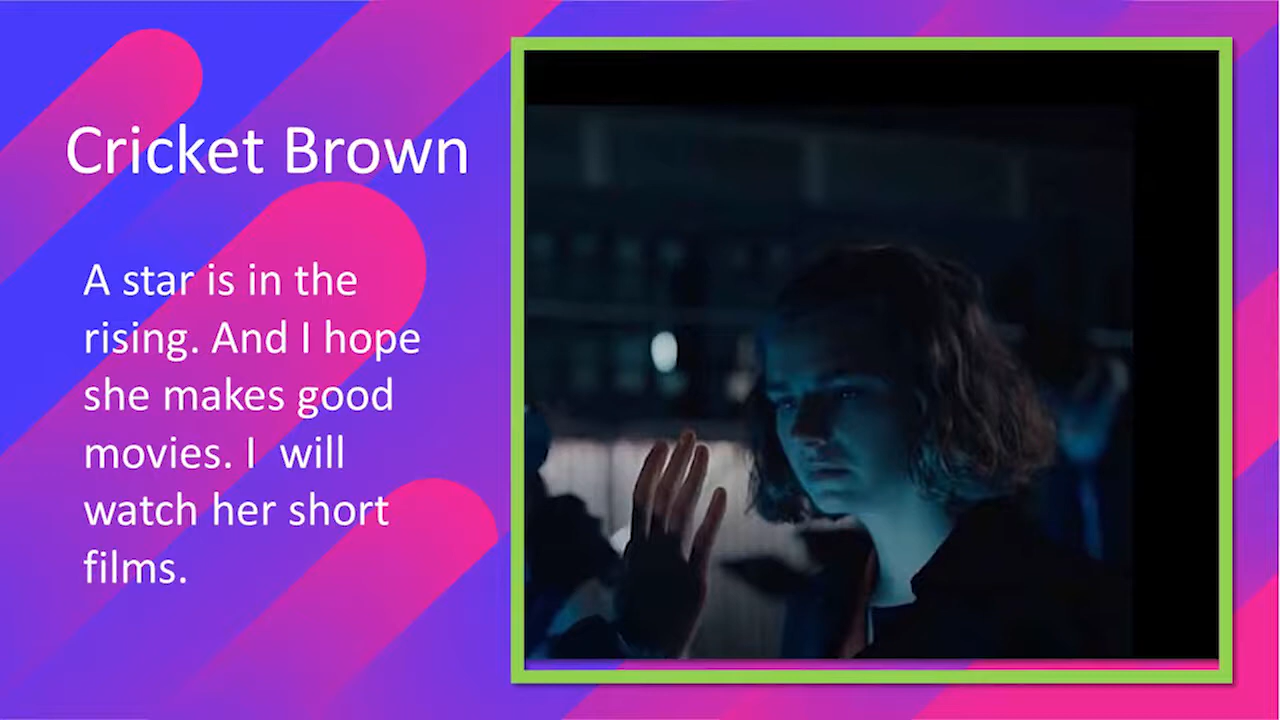 Cricket Brown
A star is in the
rising. And I hope
she makes good
movies. I  will
watch her short
films.